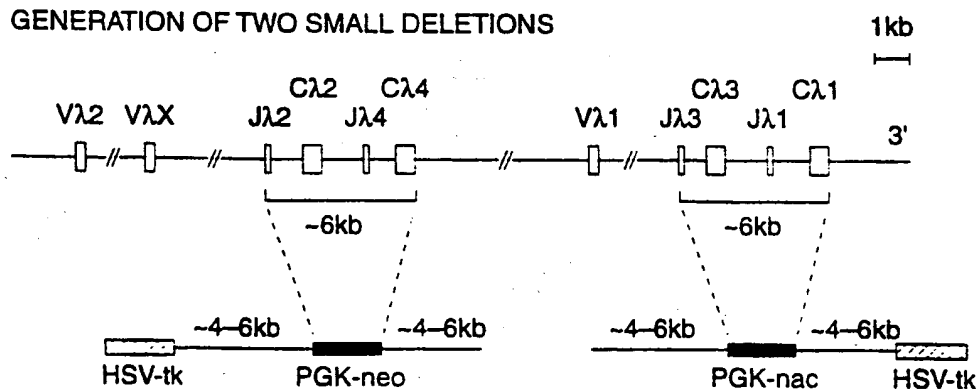 GENERATION OF TWO SMALL DELETIONS
1kb
Cλ2 Cλ4 Cλ3 Cλ1
Vλ2 VλX Jλ2 Jλ4 Vλ1 Jλ3 Jλ1
3'
~6kb ~6kb
~4–6kb ~4–6kb ~4–6kb ~4–6kb
HSV-tk PGK-neo PGK-nac HSV-tk